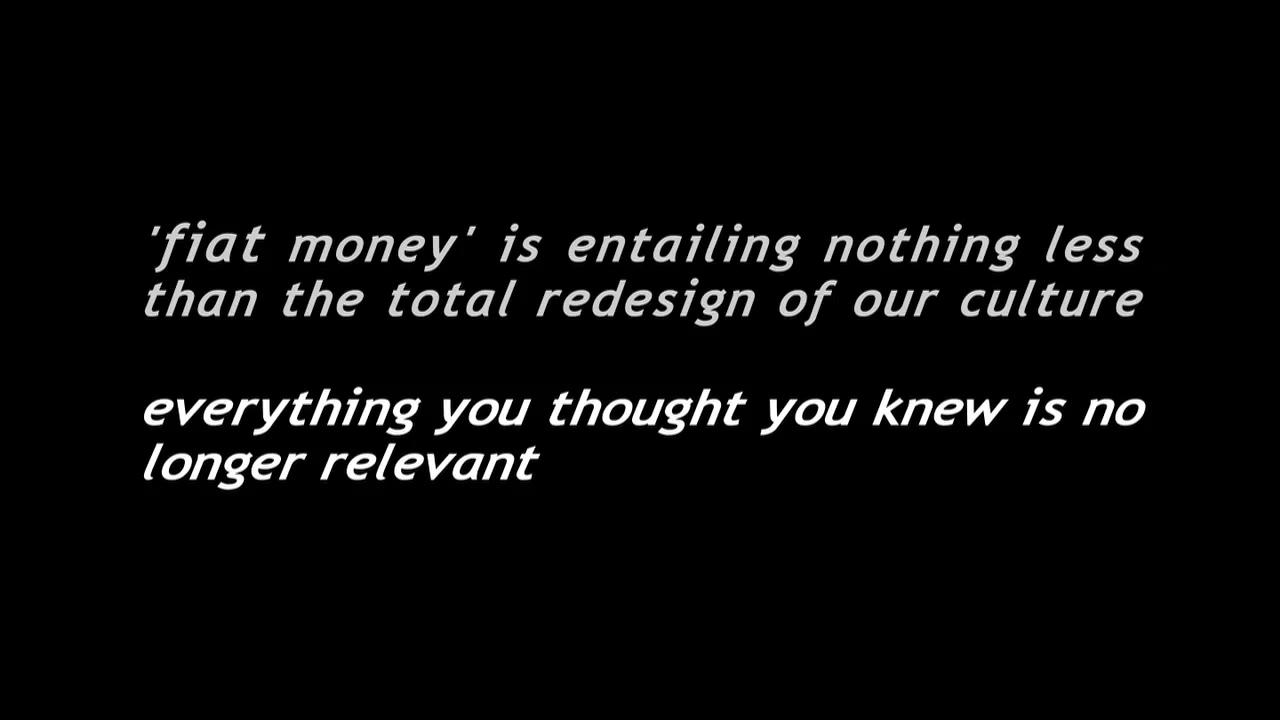 'fiat money' is entailing nothing less
than the total redesign of our culture
everything you thought you knew is no
longer relevant